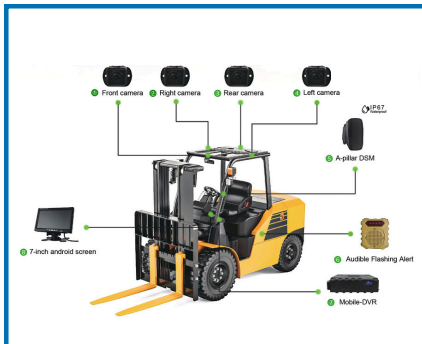 1 Front camera
2 Right camera
3 Rear camera
4 Left camera
IP67
Waterproof
5 A-pillar DSM
8 7-inch android screen
6 Audible Flashing Alert
Mobile-DVR